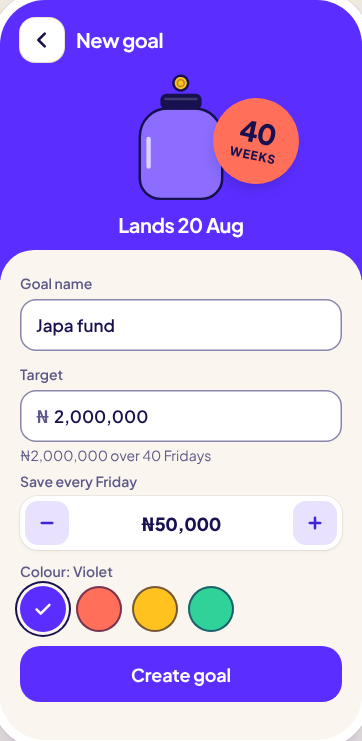 New goal
40
WEEKS
Lands 20 Aug
Goal name
Japa fund
Target
₦ 2,000,000
₦2,000,000 over 40 Fridays
Save every Friday
− ₦50,000 +
Colour: Violet
Create goal